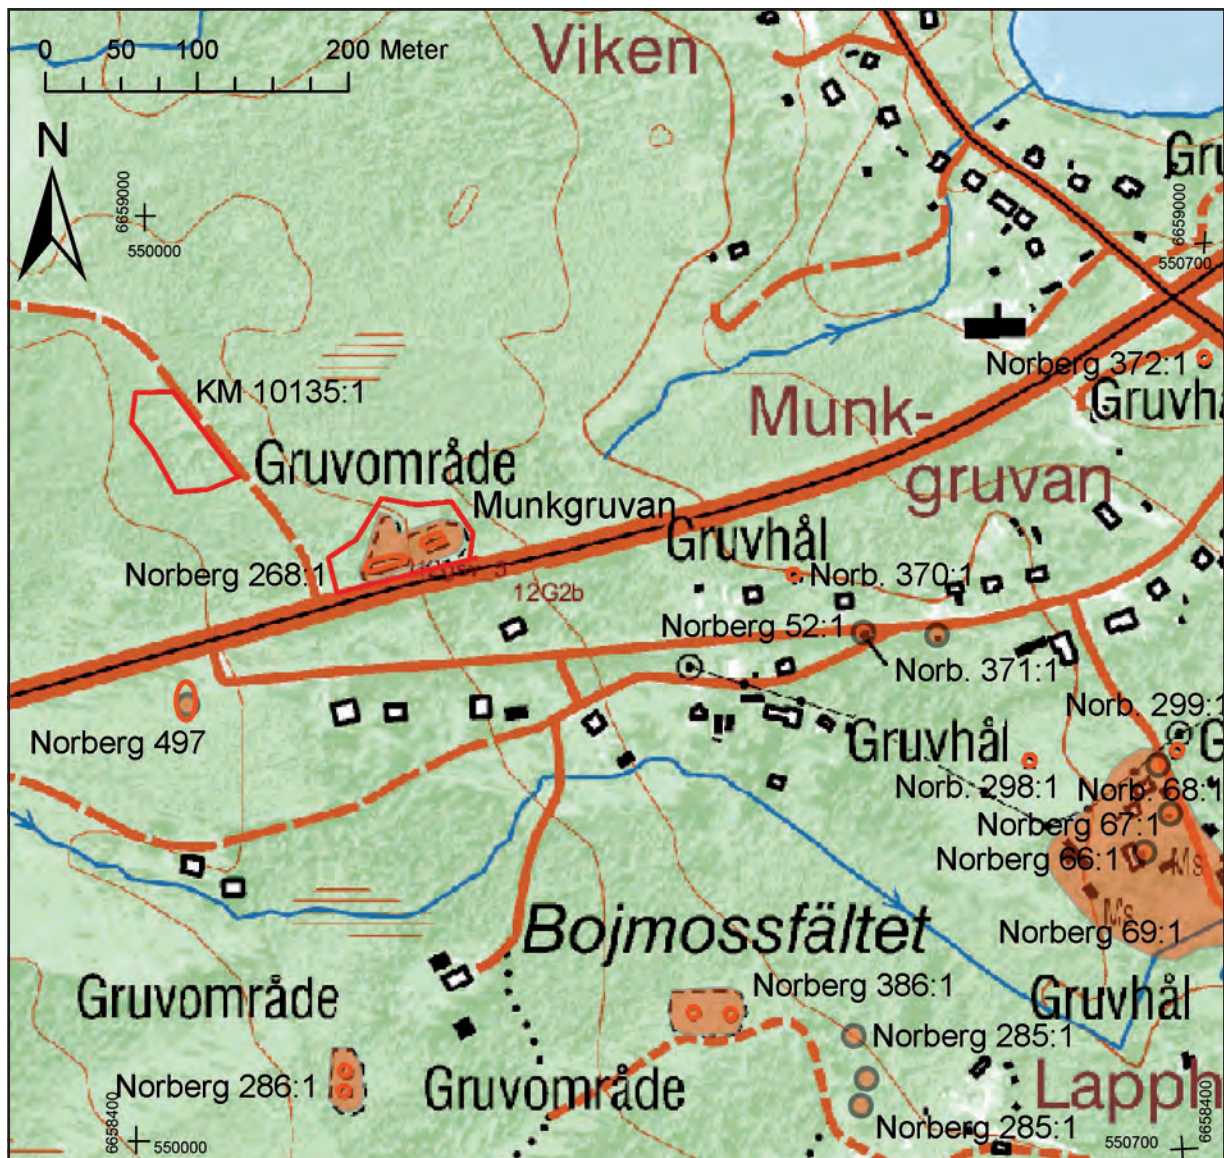 0 50 100 200 Meter
Viken
N
6659000
550000
6659000
550700
KM 10135:1
Norberg 372:1
Gruvområde
Munk-
gruvan
Munkgruvan
Gruvhål
Norberg 268:1
12G2b
Norb. 370:1
Norberg 52:1
Norb. 371:1
Norb. 299:1
Norberg 497
Gruvhål
Norb. 298:1
Norb. 68:1
Norberg 67:1
Norberg 66:1
Ms
Ms
Bojmossfältet
Norberg 69:1
Gruvområde
Norberg 386:1
Gruvhål
Norberg 285:1
Norberg 286:1
Gruvområde
Lapph
Norberg 285:1
6658400
550000
550700
6658400